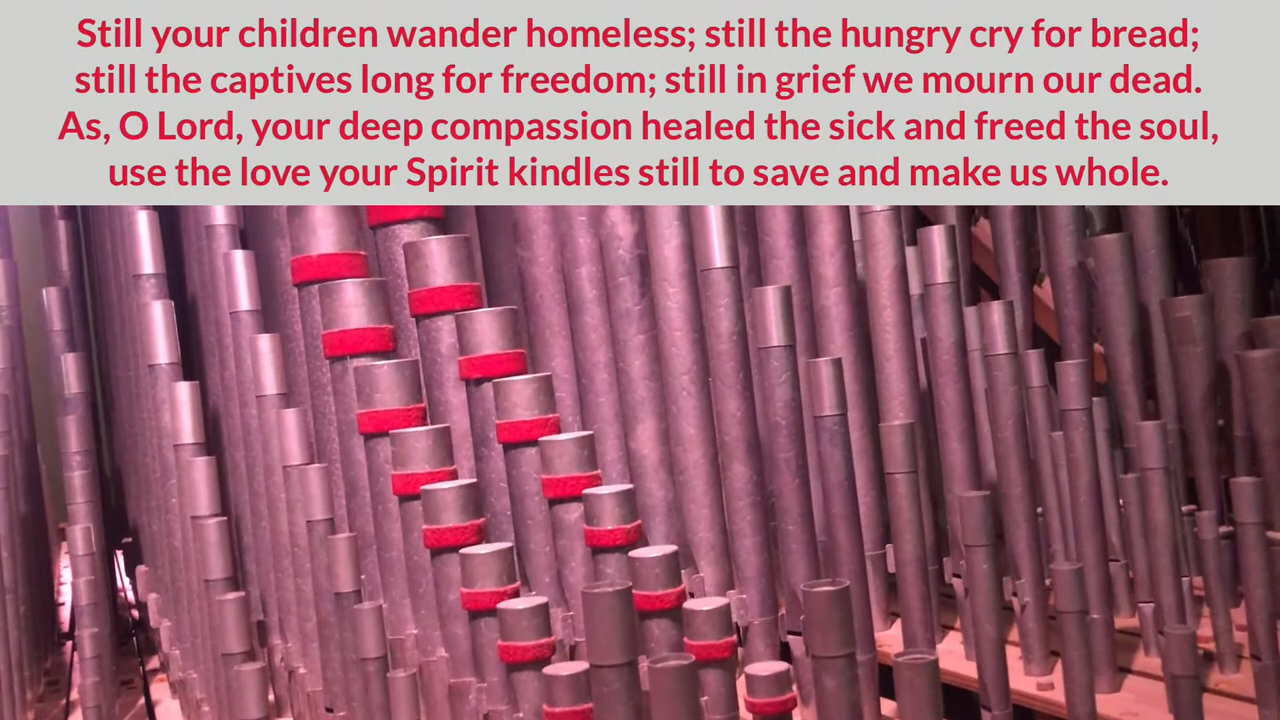 Still your children wander homeless; still the hungry cry for bread;
still the captives long for freedom; still in grief we mourn our dead.
As, O Lord, your deep compassion healed the sick and freed the soul,
use the love your Spirit kindles still to save and make us whole.